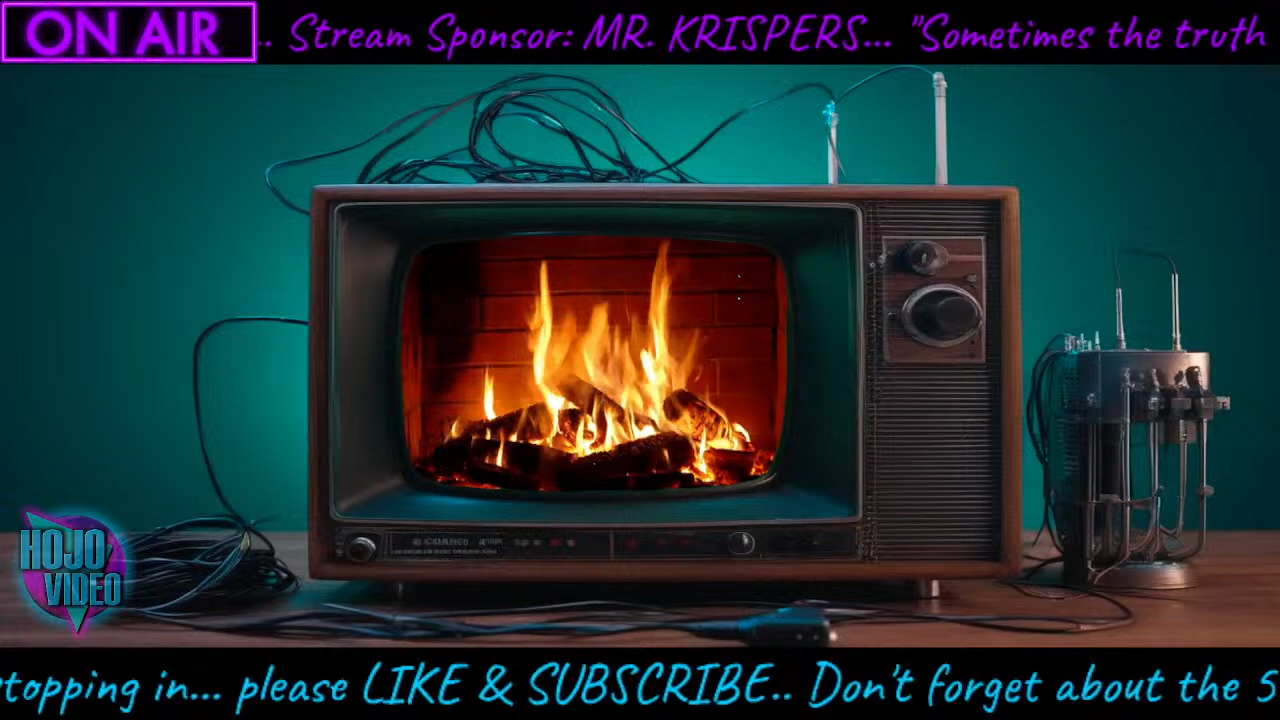 ON AIR
.. Stream Sponsor: MR. KRISPERS... "Sometimes the truth
HOJO
VIDEO
topping in... please LIKE & SUBSCRIBE.. Don't forget about the S